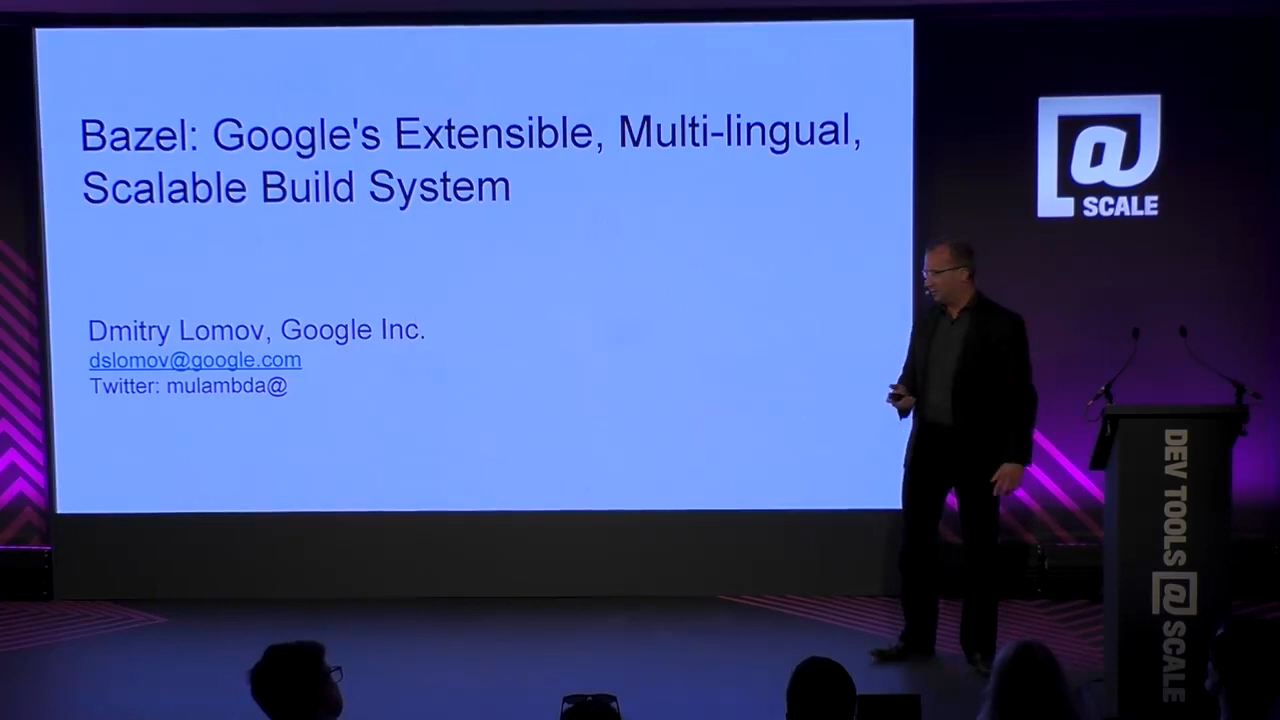 Bazel: Google's Extensible, Multi-lingual,
Scalable Build System
Dmitry Lomov, Google Inc.
dslomov@google.com
Twitter: mulambda@
@
SCALE
DEV TOOLS @ SCALE